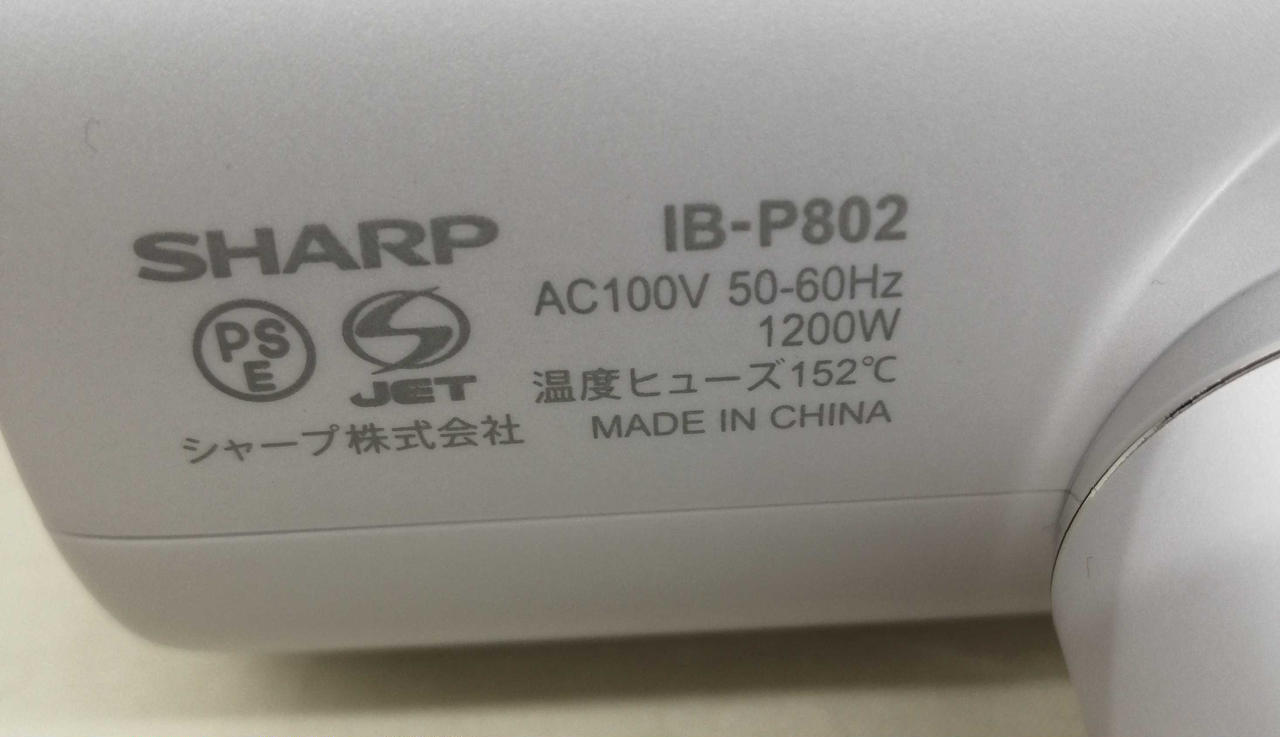 SHARP
PS
E
JET
シャープ株式会社
IB-P802
AC100V 50-60Hz
1200W
温度ヒューズ152℃
MADE IN CHINA